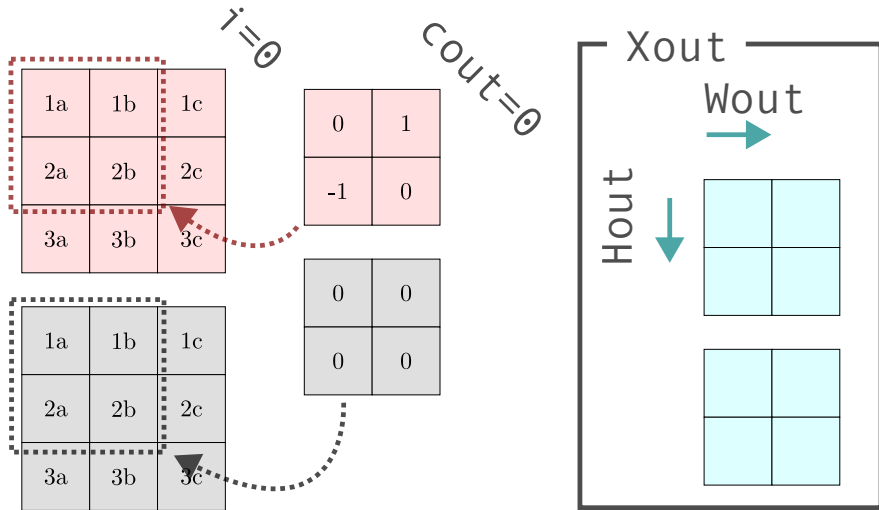 i=0
cout=0
1a 1b 1c
2a 2b 2c
3a 3b 3c
0 1
-1 0
1a 1b 1c
2a 2b 2c
3a 3b 3c
0 0
0 0
Xout
Wout
Hout